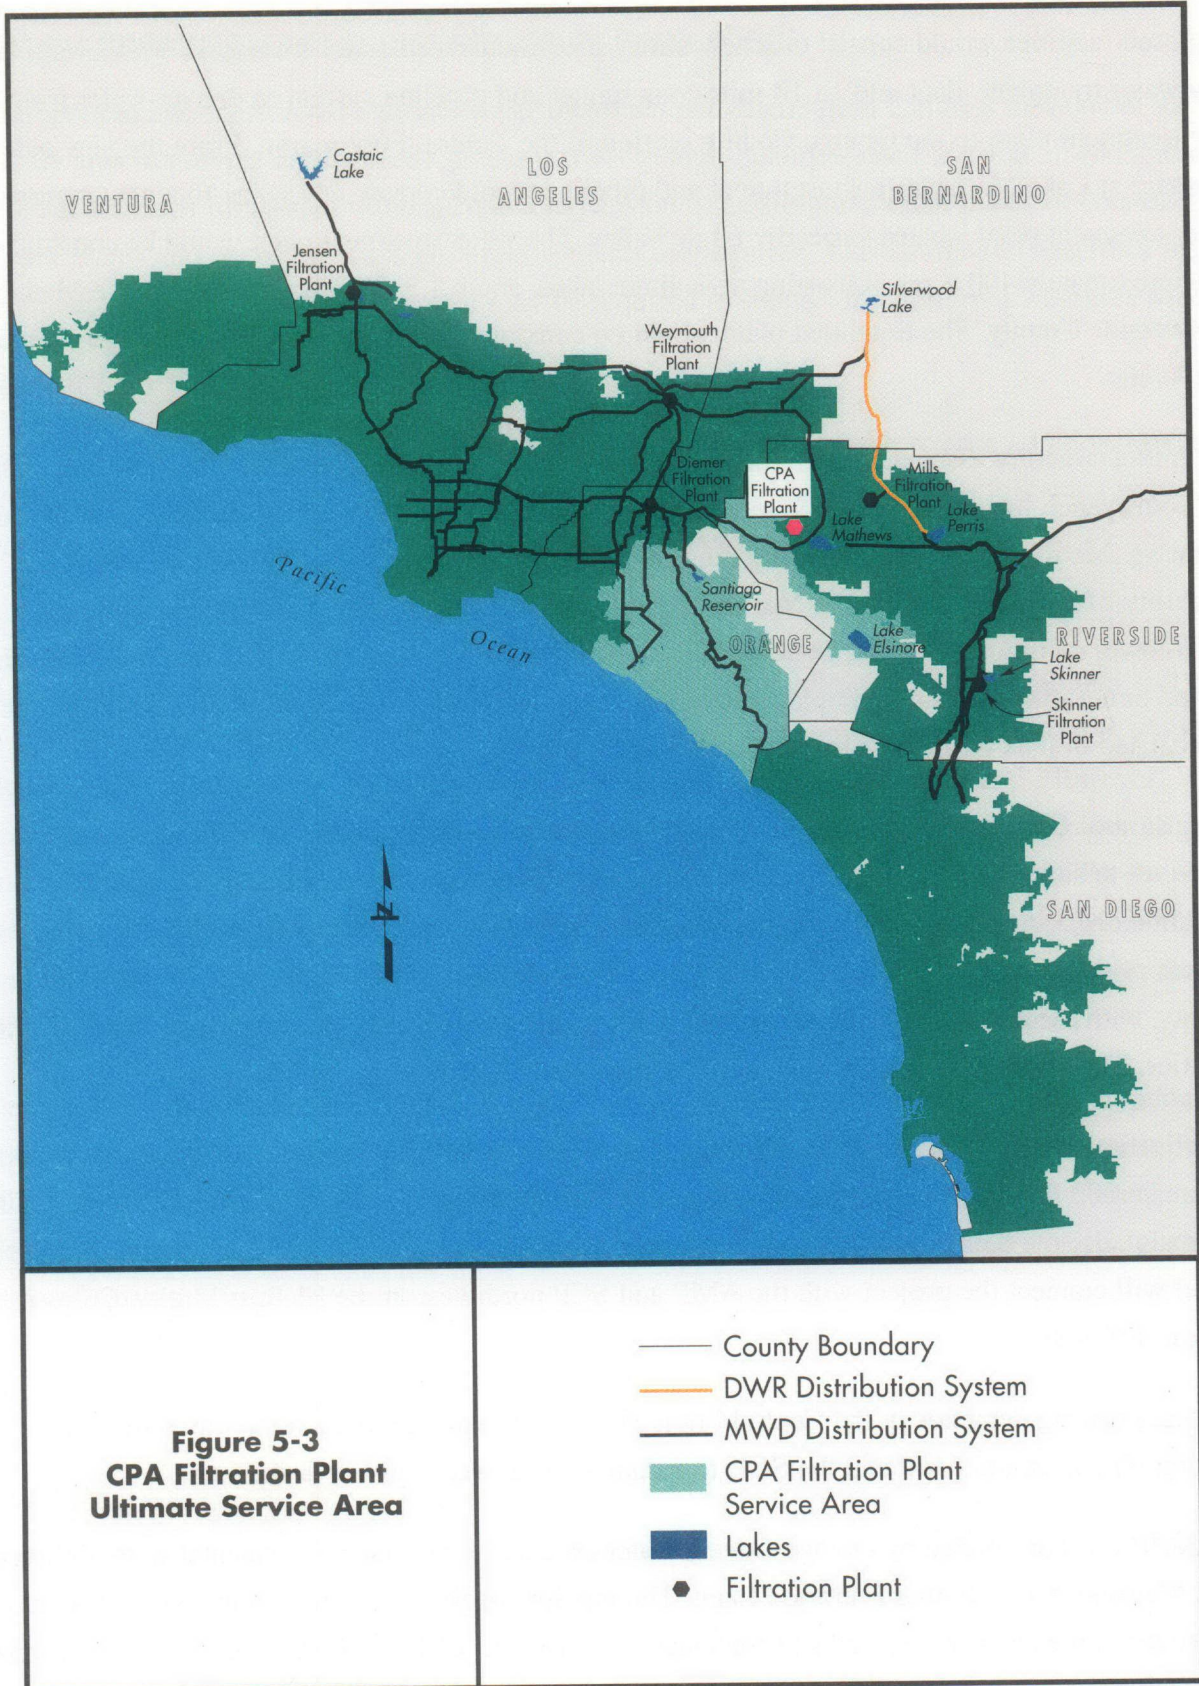 Castaic
Lake
LOS
ANGELES
SAN
BERNARDINO
VENTURA
Jensen
Filtration
Plant
Silverwood
Lake
Weymouth
Filtration
Plant
Diemer
Filtration
Plant
CPA
Filtration
Plant
Mills
Filtration
Plant
Lake
Perris
Lake
Mathews
Pacific
Ocean
Santiago
Reservoir
ORANGE
Lake
Elsinore
RIVERSIDE
Lake
Skinner
Skinner
Filtration
Plant
SAN DIEGO
N
Figure 5-3
CPA Filtration Plant
Ultimate Service Area
County Boundary
DWR Distribution System
MWD Distribution System
CPA Filtration Plant
Service Area
Lakes
Filtration Plant